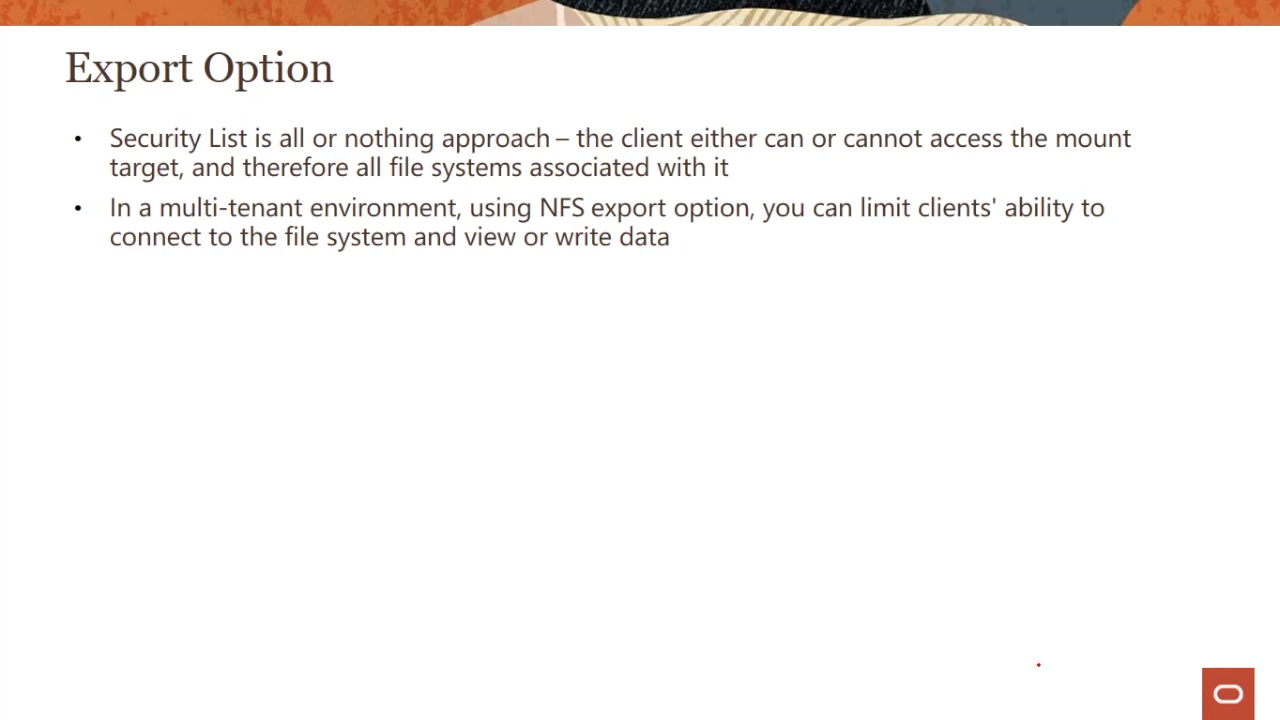 Export Option
• Security List is all or nothing approach – the client either can or cannot access the mount
target, and therefore all file systems associated with it
• In a multi-tenant environment, using NFS export option, you can limit clients' ability to
connect to the file system and view or write data